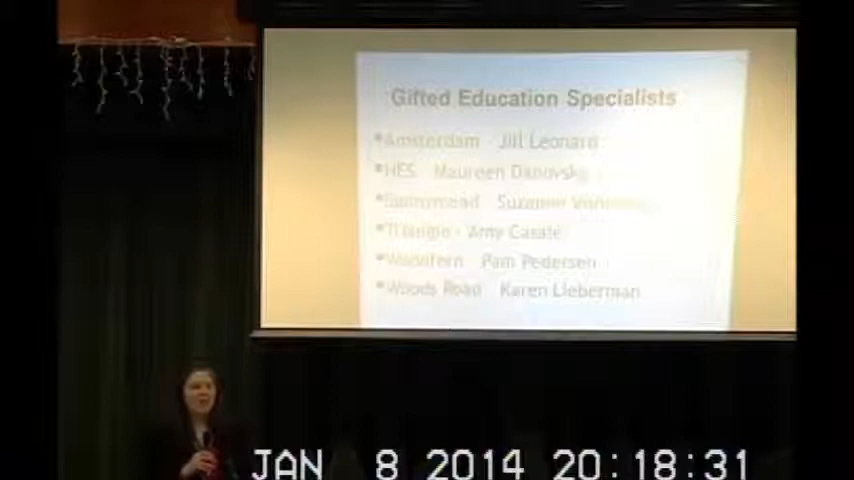 Gifted Education Specialists
•Amsterdam - Jill Leonard
•HES - Maureen Danovsky
•Sunnymead - Suzanne
•Triangle - Amy Casale
•Woodfern - Pam Pedersen
•Woods Road - Karen Lieberman
JAN 8 2014 20:18:31